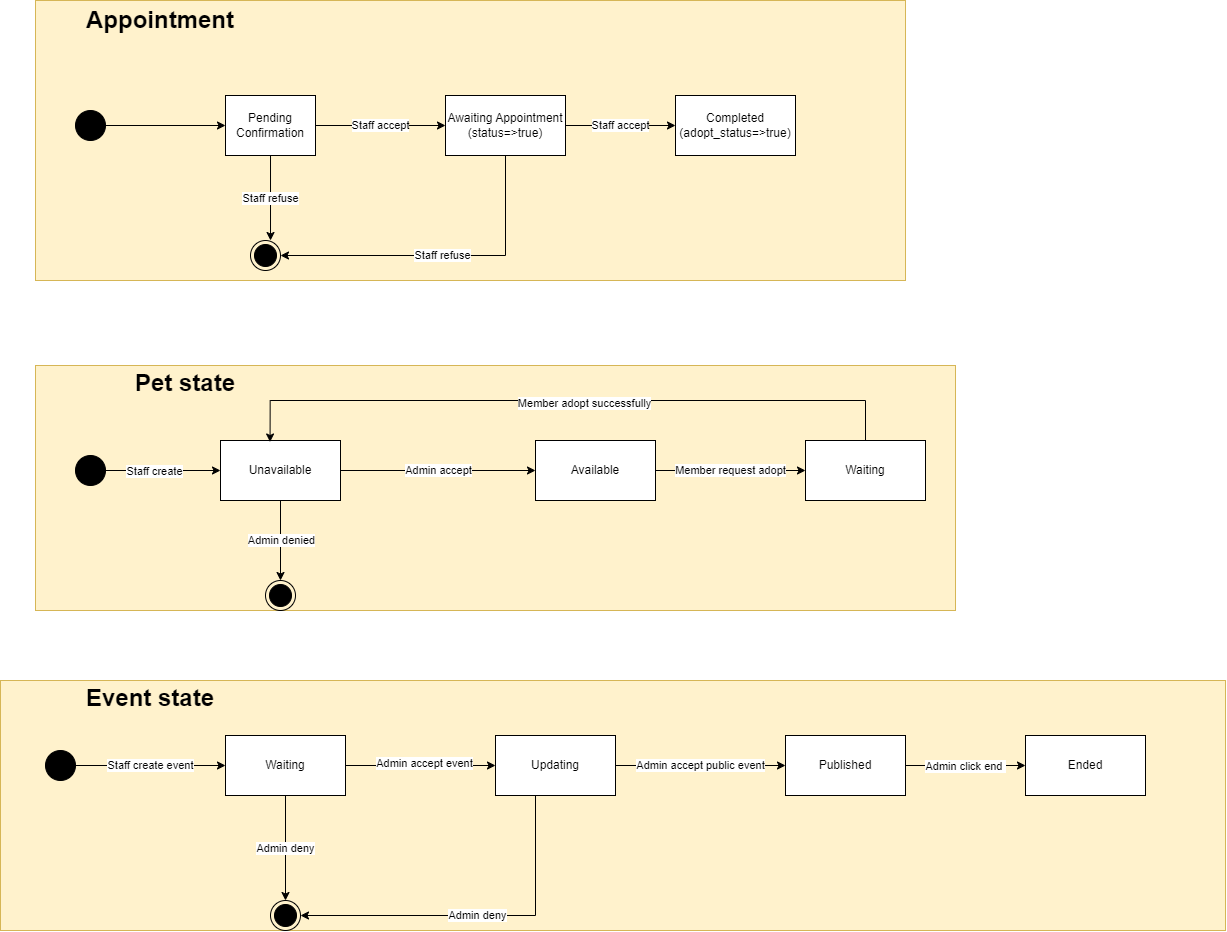 Appointment
Pending
Confirmation
Staff accept
Awaiting Appointment
(status=>true)
Staff accept
Completed
(adopt_status=>true)
Staff refuse
Staff refuse
Pet state
Member adopt successfully
Staff create
Unavailable
Admin accept
Available
Member request adopt
Waiting
Admin denied
Event state
Staff create event
Waiting
Admin accept event
Updating
Admin accept public event
Published
Admin click end
Ended
Admin deny
Admin deny